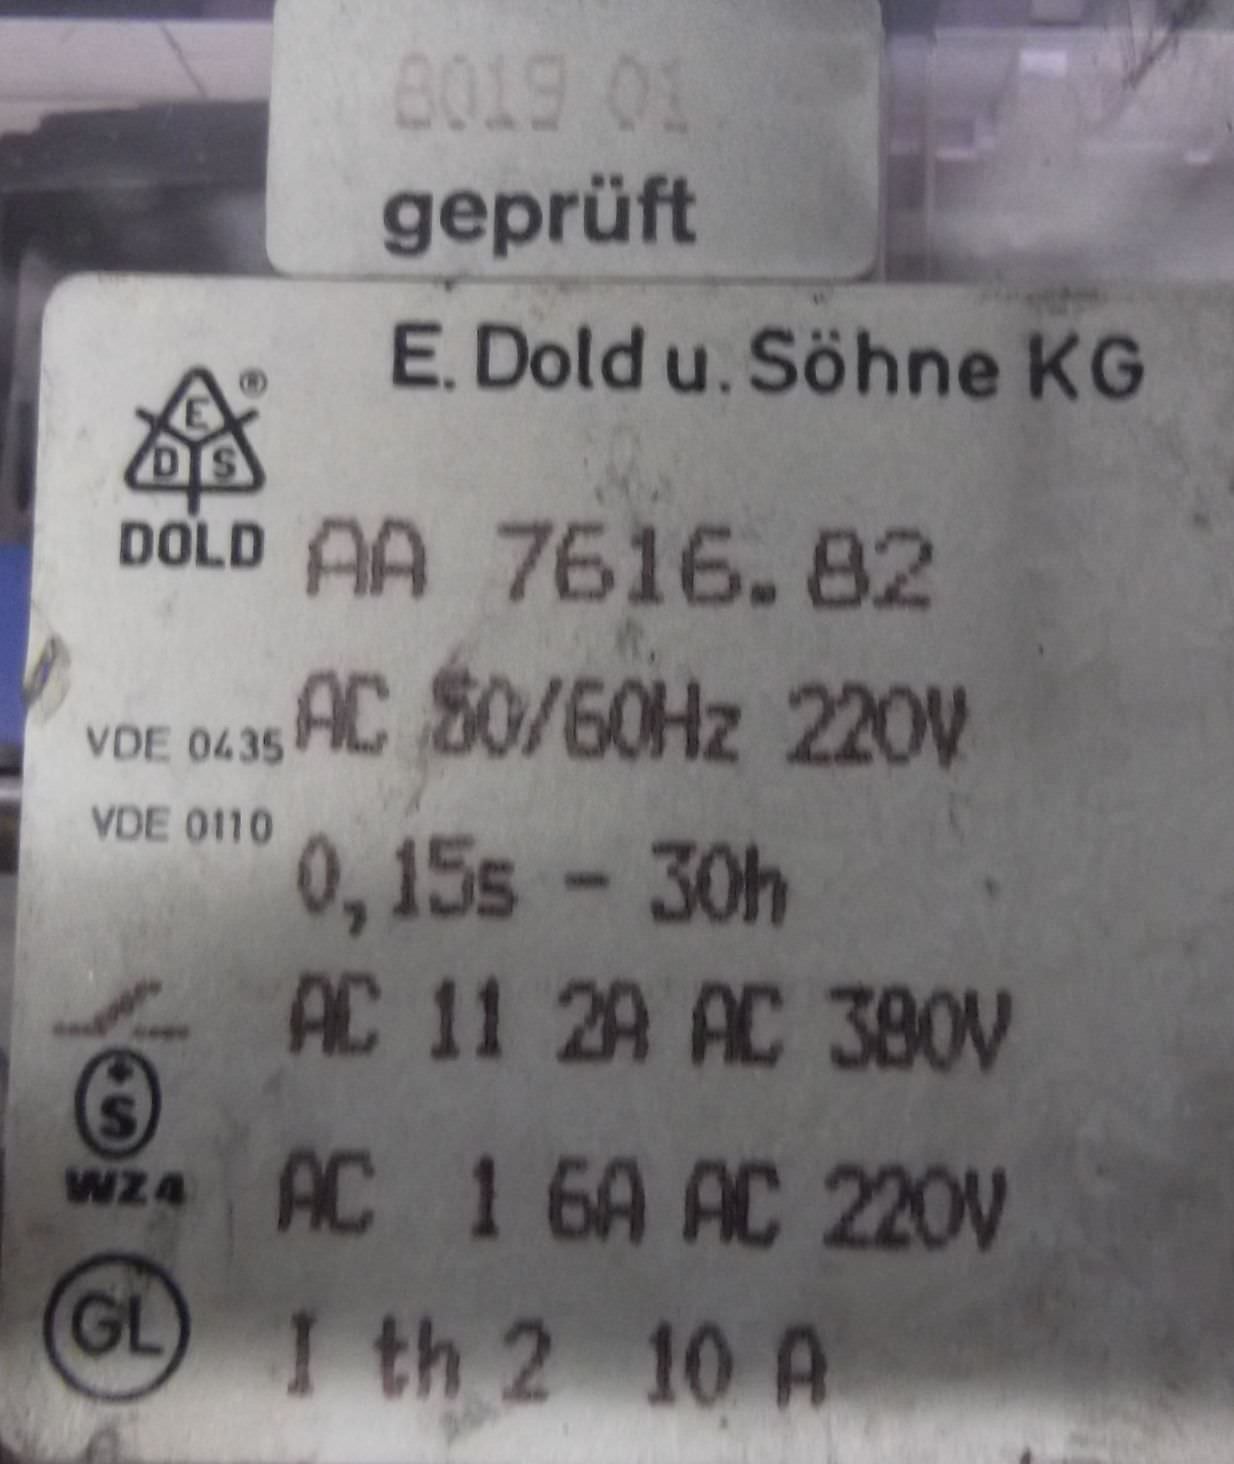 8019 01
geprüft
E. Dold u. Söhne KG
®
E
D S
DOLD
AA 7616.82
AC 50/60Hz 220V
VDE 0435
VDE 0110
0,15s - 30h
AC 11 2A AC 380V
+
S
WZ4
AC 1 6A AC 220V
GL
I th 2 10 A